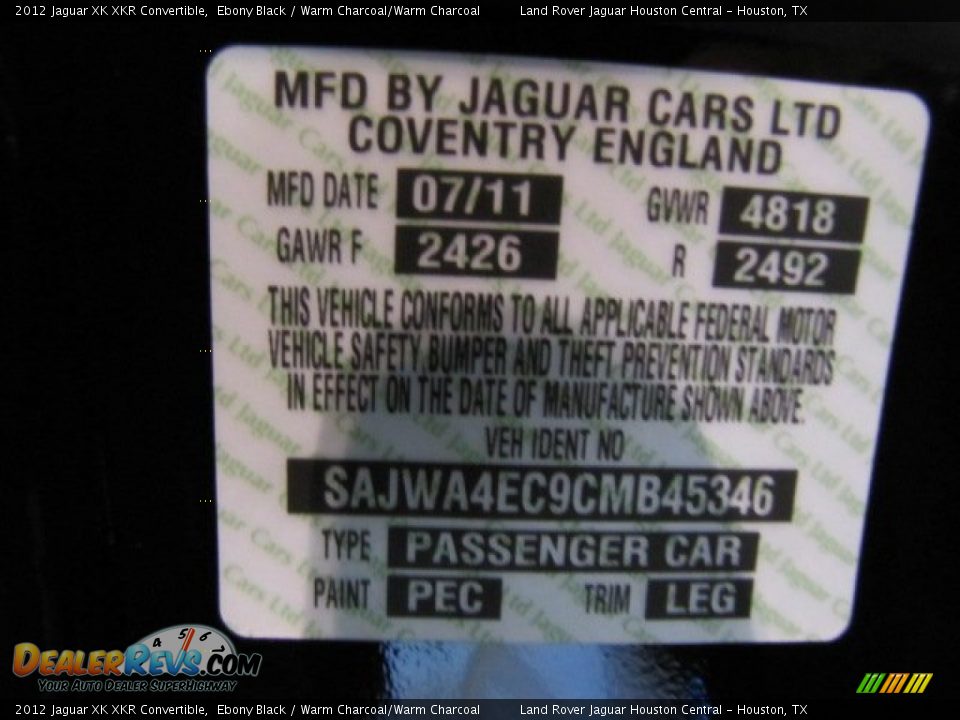 2012 Jaguar XK XKR Convertible,  Ebony Black / Warm Charcoal/Warm Charcoal  Land Rover Jaguar Houston Central - Houston, TX
MFD BY JAGUAR CARS LTD
COVENTRY ENGLAND
MFD DATE 07/11 GVWR 4818
GAWR F 2426 R 2492
THIS VEHICLE CONFORMS TO ALL APPLICABLE FEDERAL MOTOR
VEHICLE SAFETY, BUMPER AND THEFT PREVENTION STANDARDS
IN EFFECT ON THE DATE OF MANUFACTURE SHOWN ABOVE.
VEH IDENT NO
SAJWA4EC9CMB45346
TYPE PASSENGER CAR
PAINT PEC TRIM LEG
4 5 6
DEALERREVS.COM
YOUR AUTO DEALER SUPERHIGHWAY
2012 Jaguar XK XKR Convertible,  Ebony Black / Warm Charcoal/Warm Charcoal  Land Rover Jaguar Houston Central - Houston, TX